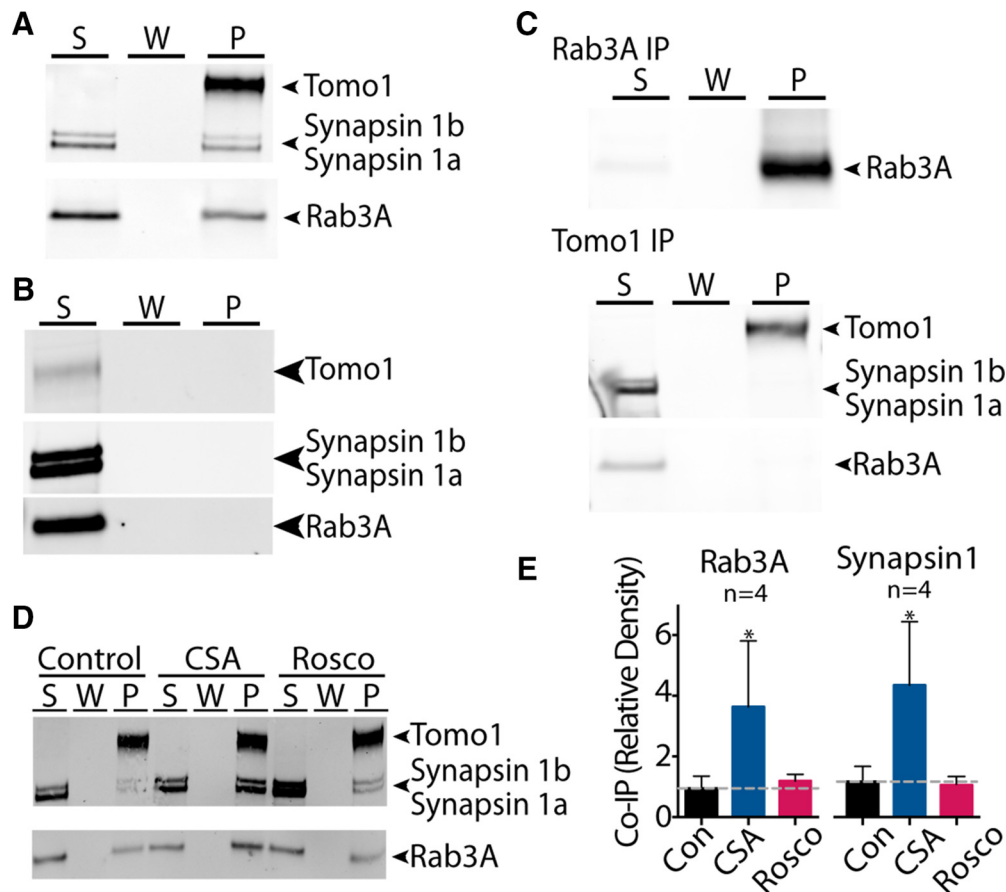 A
S W P
Tomo1
Synapsin 1b
Synapsin 1a
Rab3A
B
S W P
Tomo1
Synapsin 1b
Synapsin 1a
Rab3A
C
Rab3A IP
S W P
Rab3A
Tomo1 IP
S W P
Tomo1
Synapsin 1b
Synapsin 1a
Rab3A
D
Control CSA Rosco
S W P S W P S W P
Tomo1
Synapsin 1b
Synapsin 1a
Rab3A
E
Co-IP (Relative Density)
Rab3A
n=4
Synapsin1
n=4
*
*
6
4
2
0
Con CSA Rosco
Con CSA Rosco